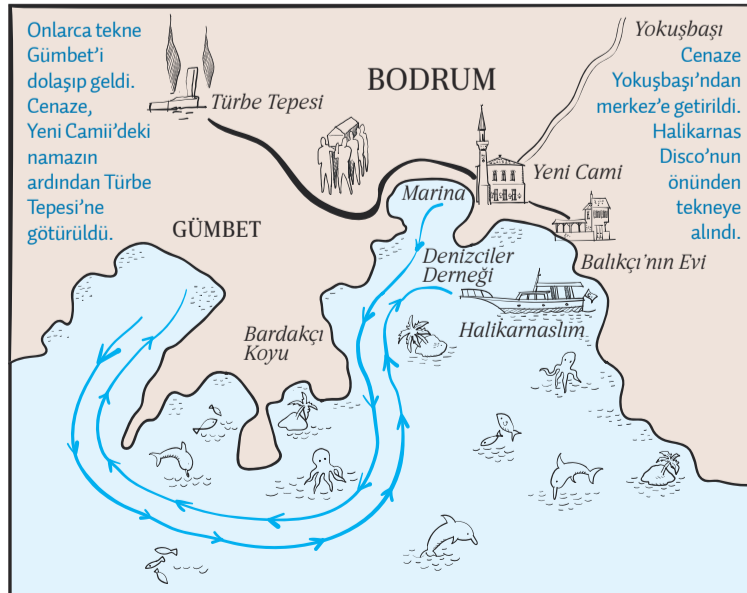 Onlarca tekne
Gümbet’i
dolaşıp geldi.
Cenaze,
Yeni Camii’deki
namazın
ardından Türbe
Tepesi’ne
götürüldü.
Türbe Tepesi
BODRUM
Yokuşbaşı
Cenaze
Yokuşbaşı’ndan
merkez’e getirildi.
Halikarnas
Disco’nun
önünden
tekneye
alındı.
Yeni Cami
Marina
GÜMBET
Denizciler
Derneği
Balıkçı’nın Evi
Halikarnaslım
Bardakçı
Koyu